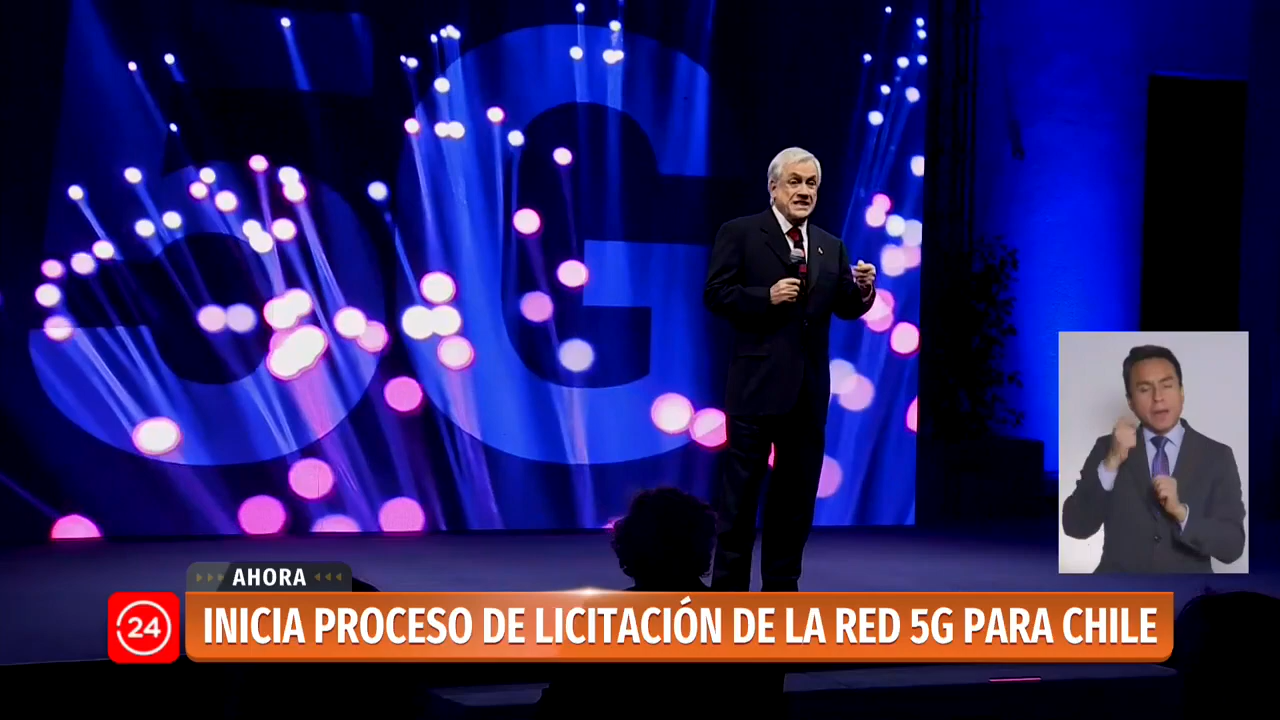 5G
AHORA
24
INICIA PROCESO DE LICITACIÓN DE LA RED 5G PARA CHILE